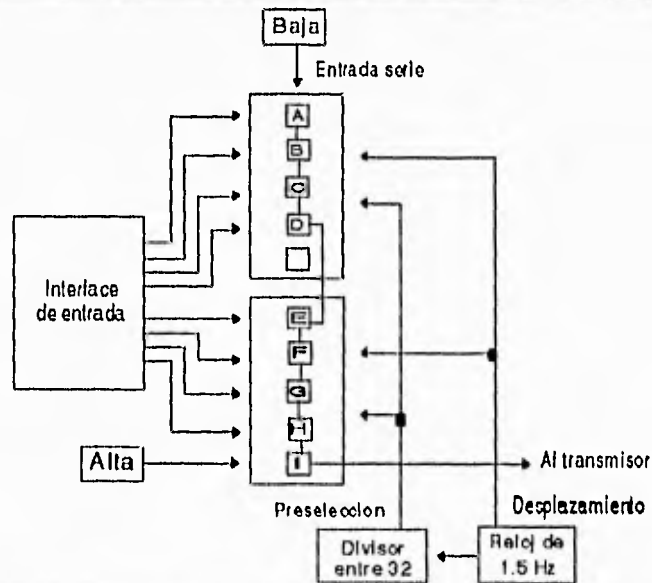 Baja
Entrada serie
A
B
C
D
Interface
de entrada
E
F
G
H
Alta
I
Al transmisor
Preseleccion
Desplazamiento
Divisor
entre 32
Reloj de
1.5 Hz